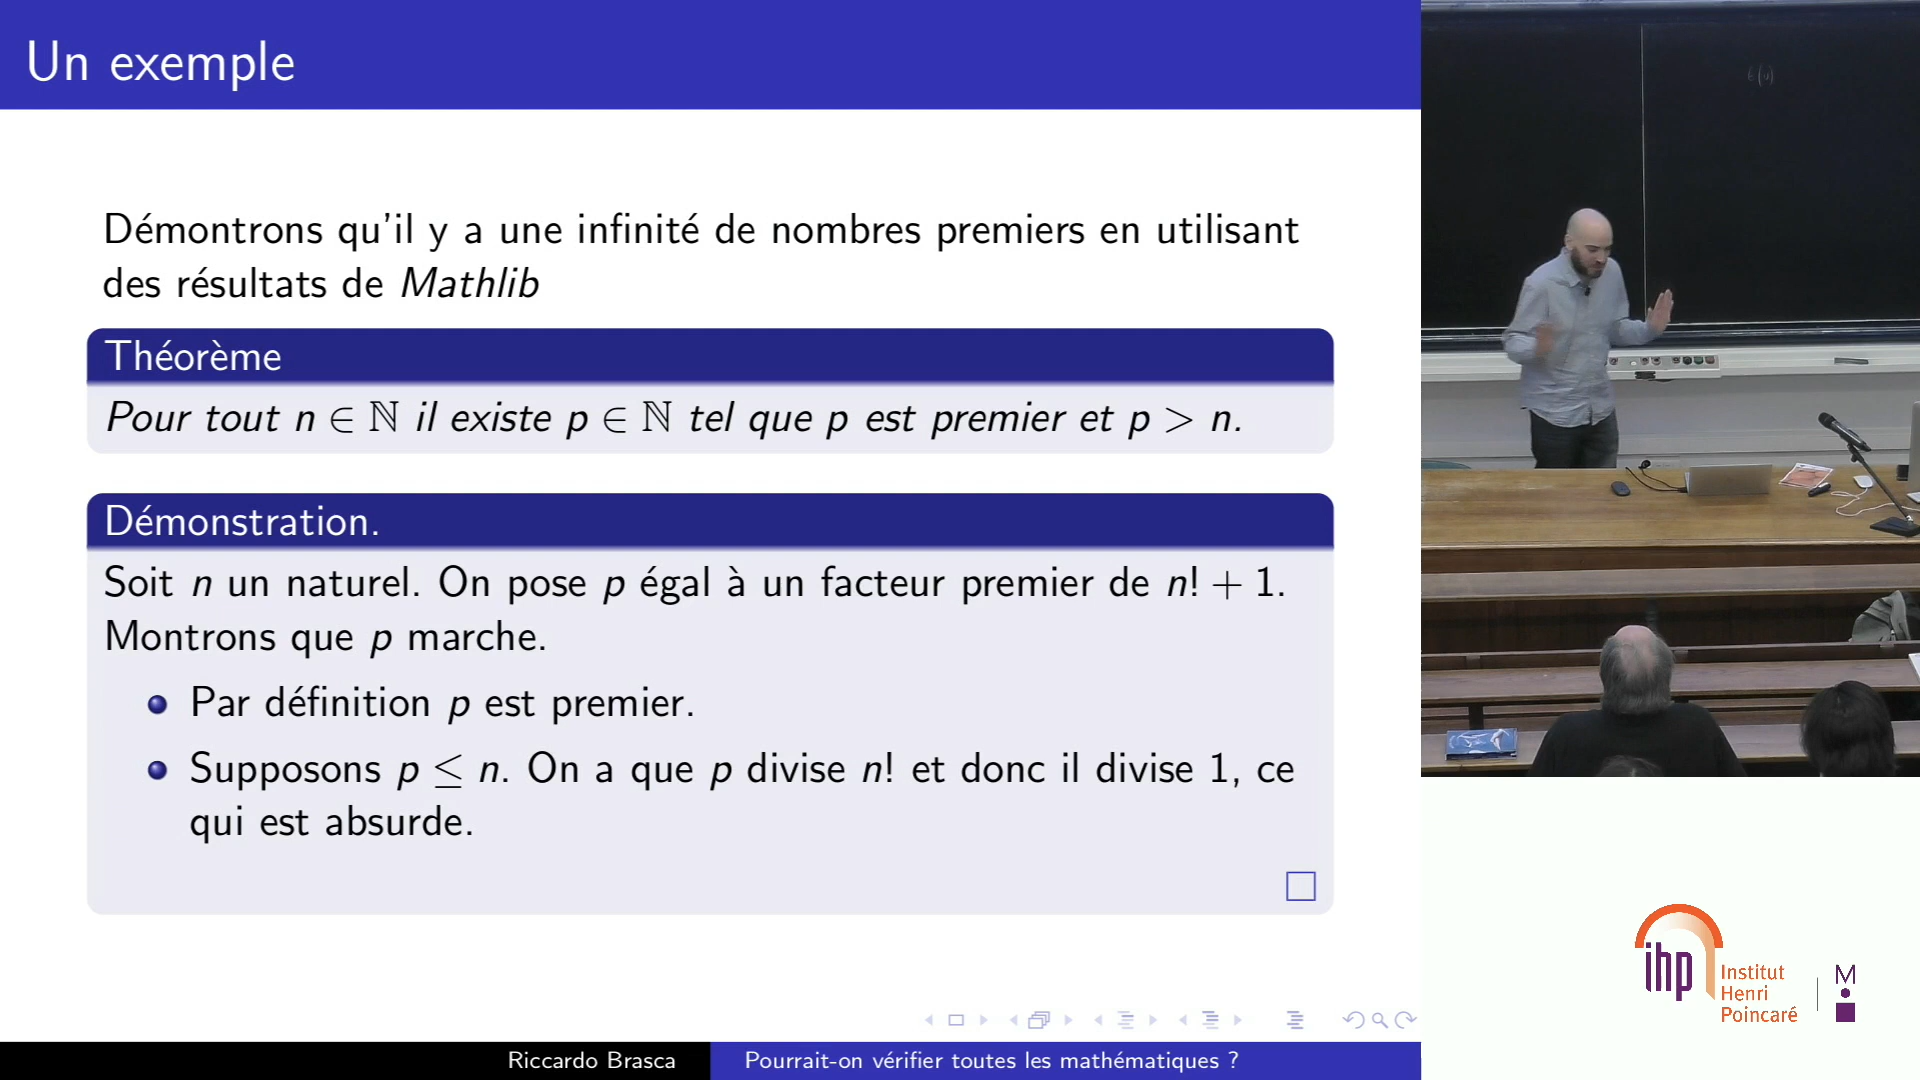 Un exemple
Démontrons qu'il y a une infinité de nombres premiers en utilisant
des résultats de Mathlib
Théorème
Pour tout n ∈ ℕ il existe p ∈ ℕ tel que p est premier et p > n.
Démonstration.
Soit n un naturel. On pose p égal à un facteur premier de n! + 1.
Montrons que p marche.
Par définition p est premier.
Supposons p ≤ n. On a que p divise n! et donc il divise 1, ce
qui est absurde.
Riccardo Brasca
Pourrait-on vérifier toutes les mathématiques ?
ihp
Institut
Henri
Poincaré
M